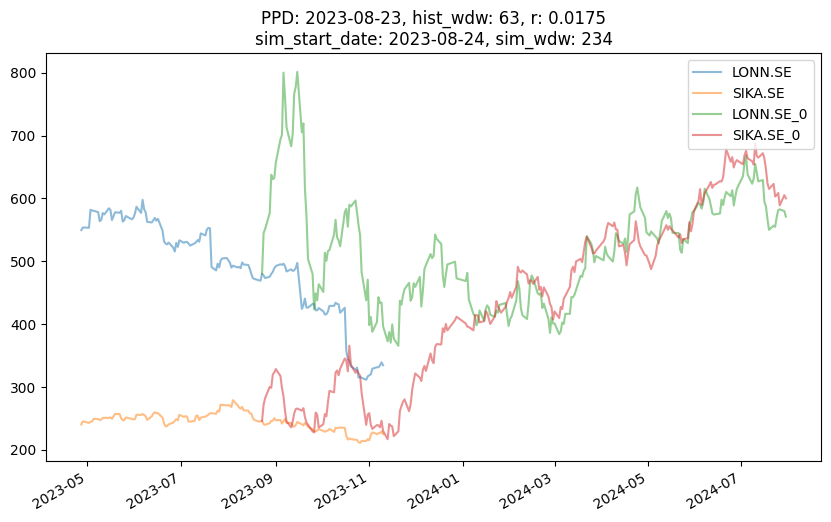 PPD: 2023-08-23, hist_wdw: 63, r: 0.0175
sim_start_date: 2023-08-24, sim_wdw: 234
LONN.SE
SIKA.SE
LONN.SE_0
SIKA.SE_0
800
700
600
500
400
300
200
2023-05
2023-07
2023-09
2023-11
2024-01
2024-03
2024-05
2024-07